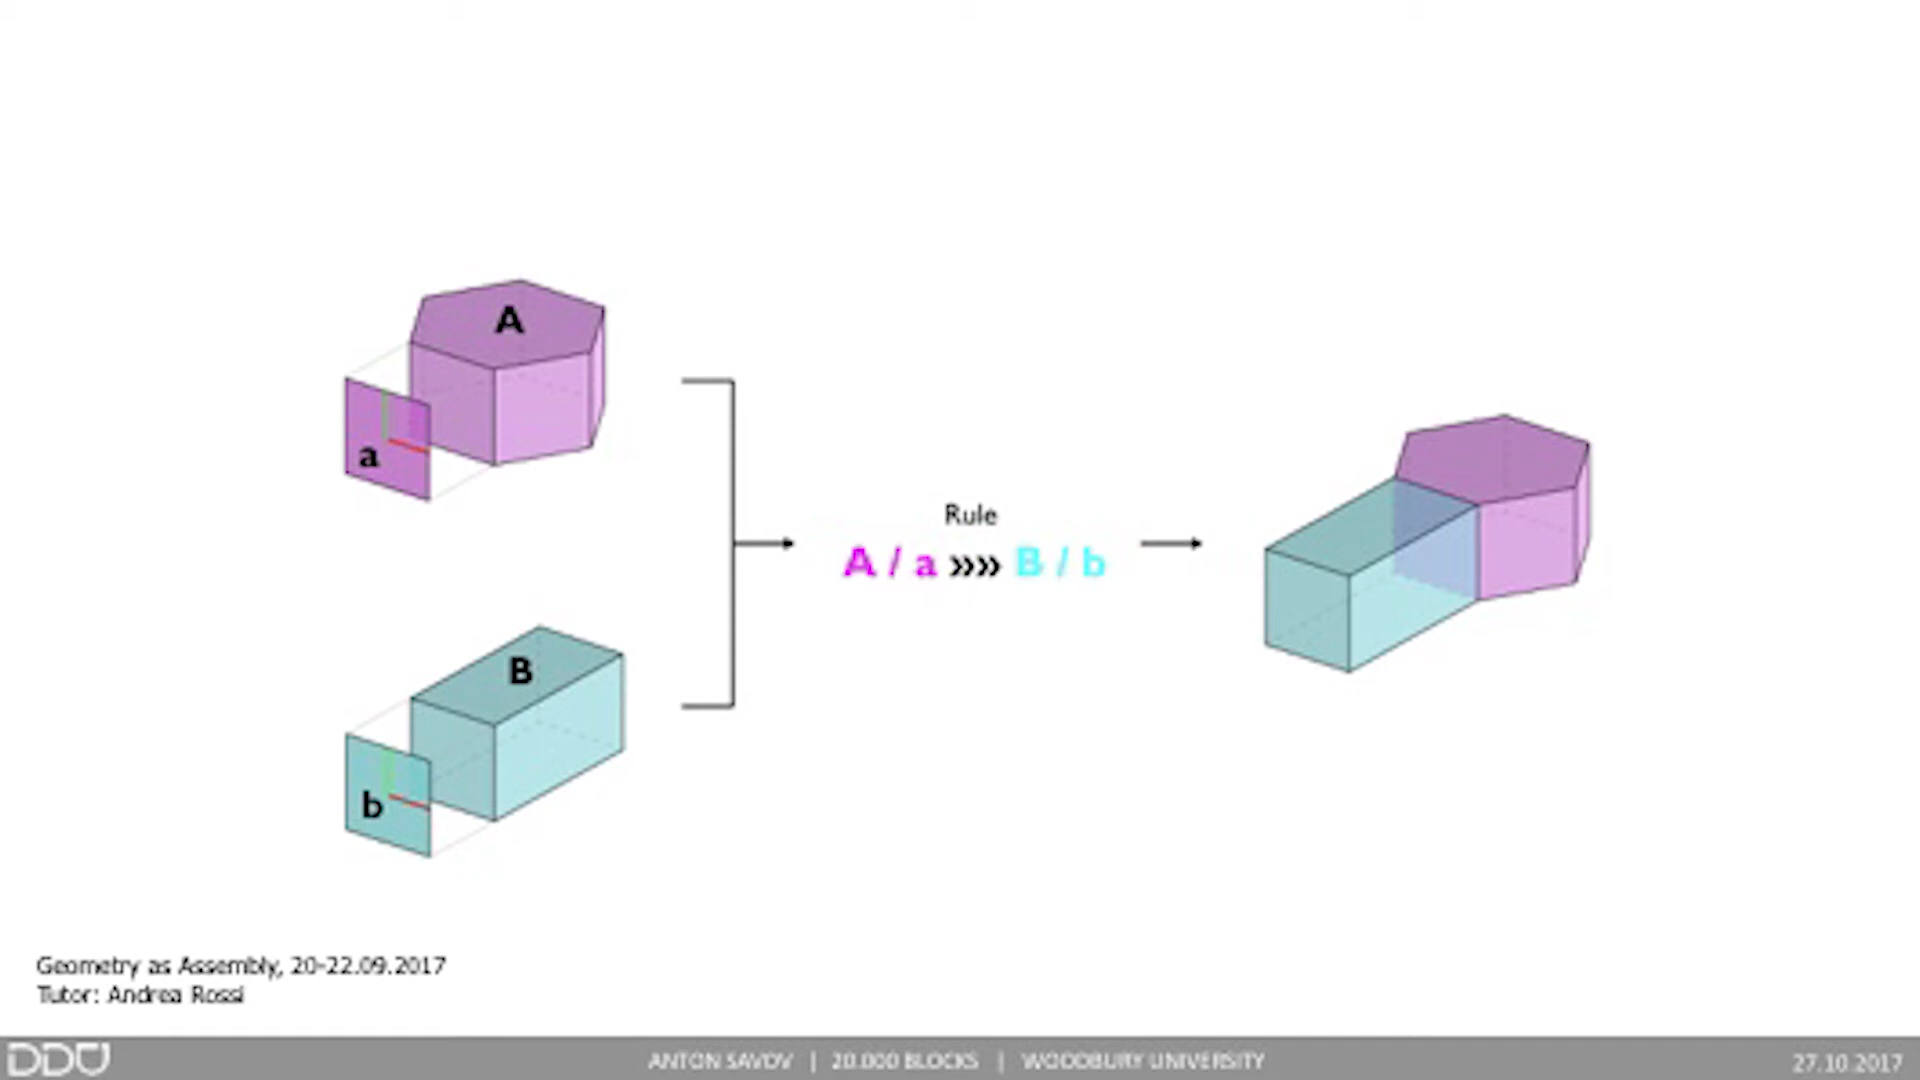 A
a
Rule
A / a »» B / b
B
b
Geometry as Assembly, 20-22.09.2017
Tutor: Andrea Rossi
DDU
ANTON SAVOV | 20.000 BLOCKS | WOODBURY UNIVERSITY
27.10.2017